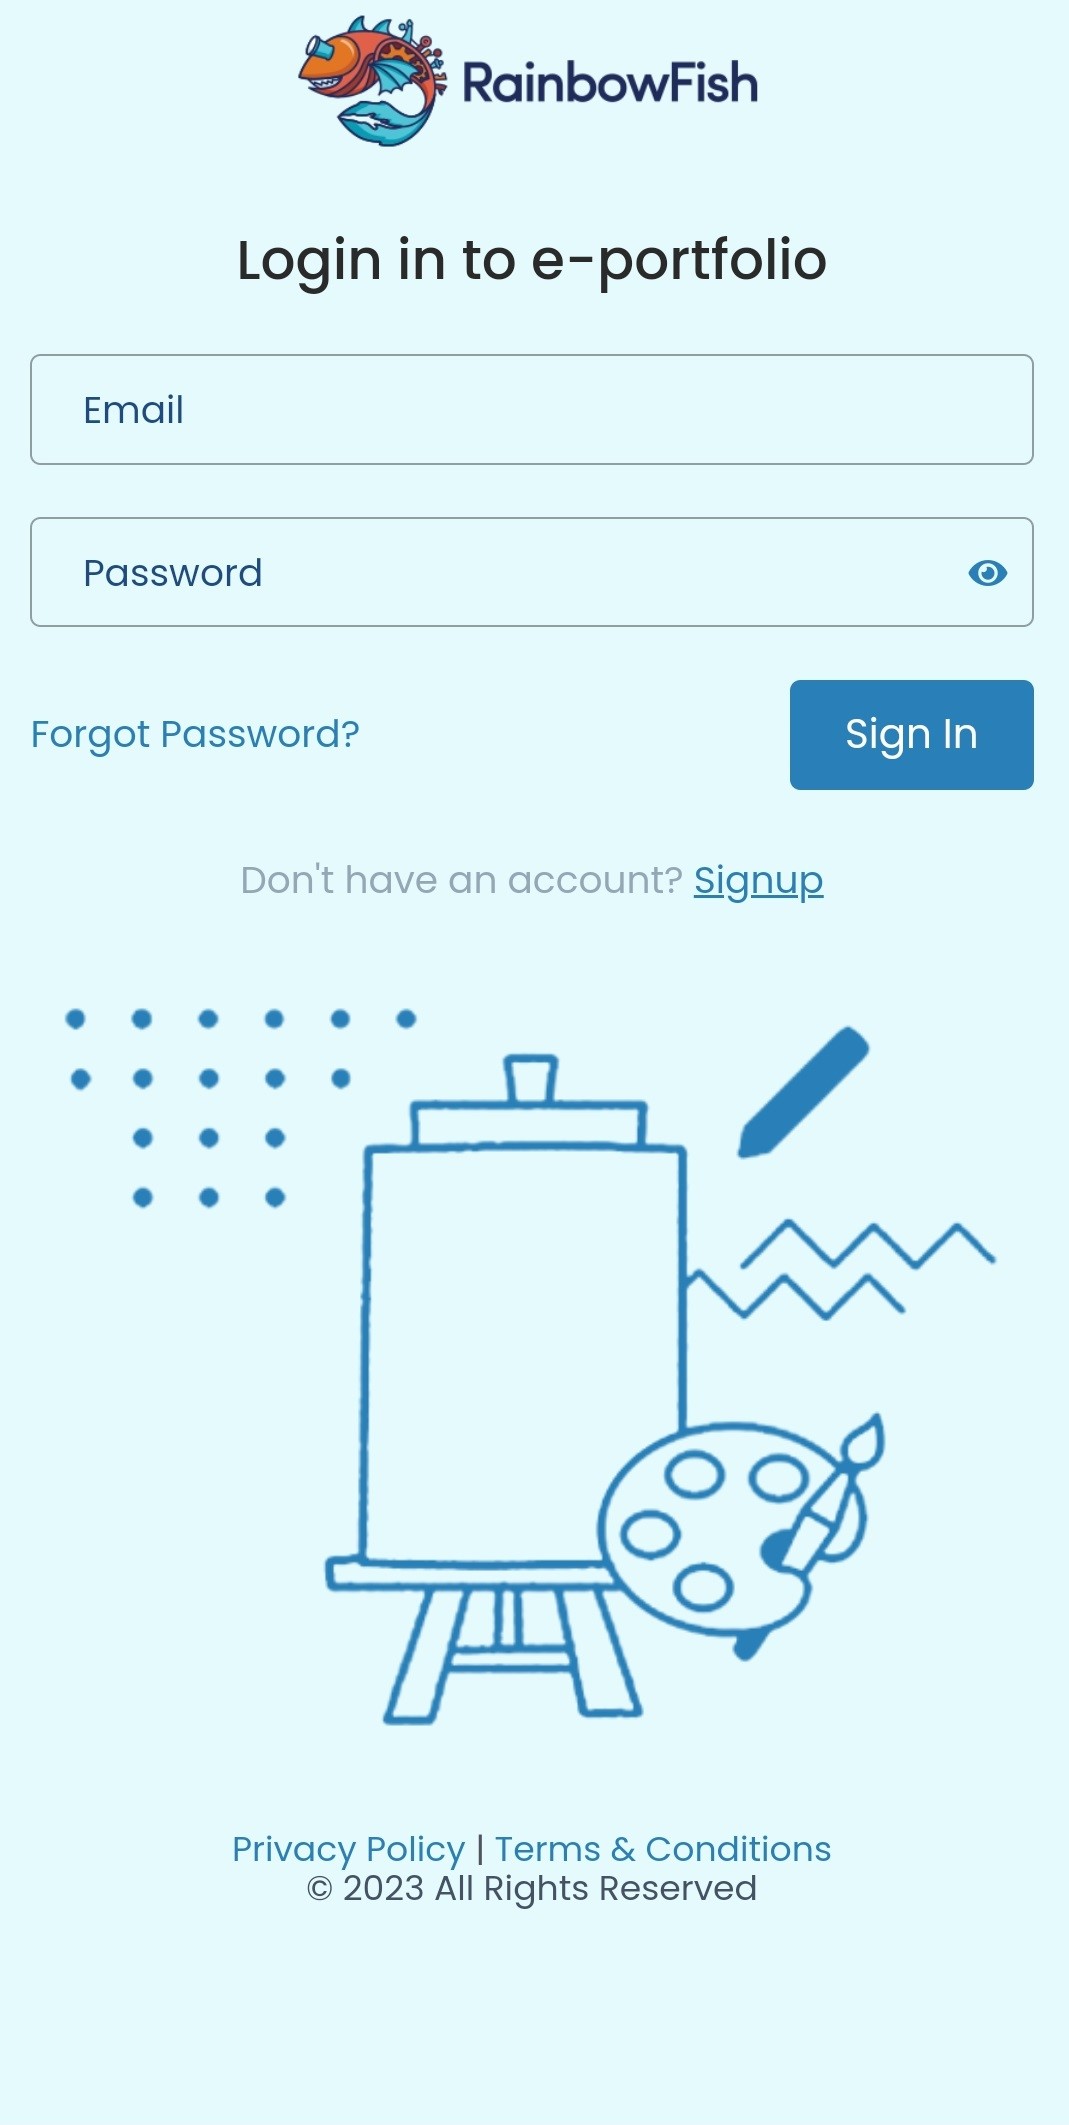 RainbowFish
Login in to e-portfolio
Email
Password
Forgot Password?
Sign In
Don't have an account? Signup
Privacy Policy | Terms & Conditions
© 2023 All Rights Reserved